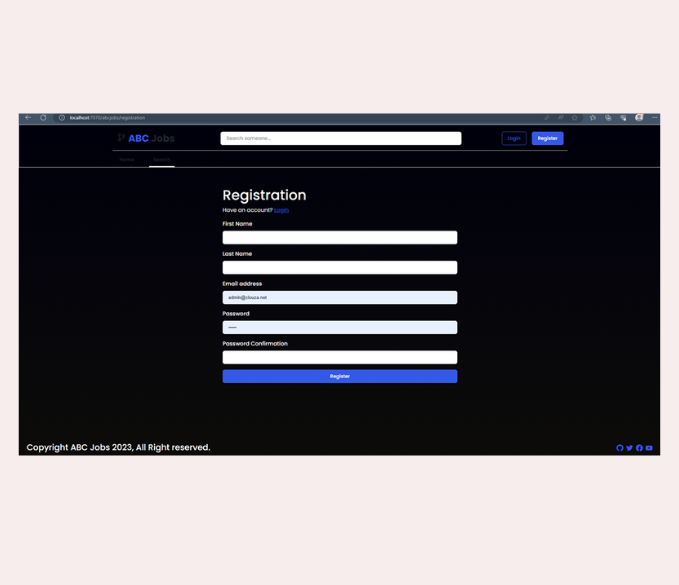 localhost:7070/abcjobs/registration
ABC Jobs
Search someone...
Login
Register
Home
Registration
Have an account? Login
First Name
Last Name
Email address
admin@clouza.net
Password
Password Confirmation
Register
Copyright ABC Jobs 2023, All Right reserved.